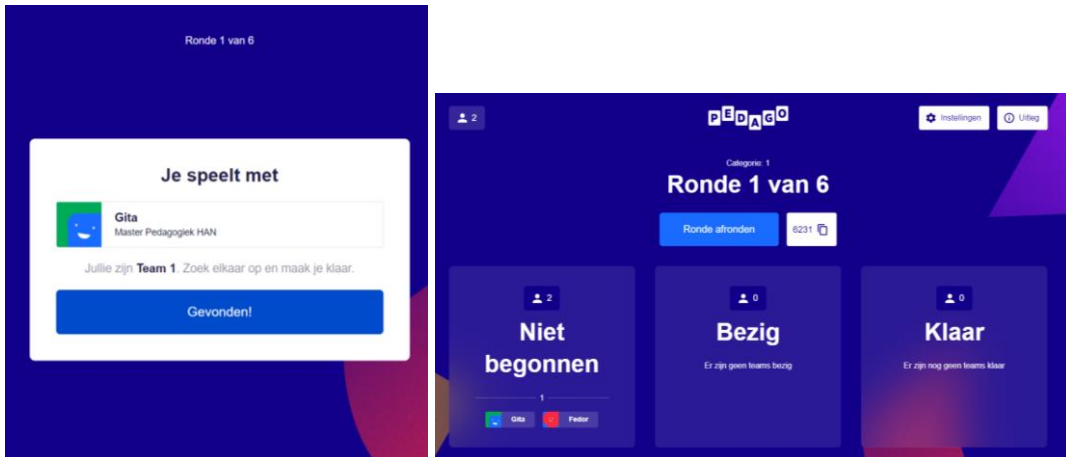 Ronde 1 van 6
Je speelt met
Gita
Master Pedagogiek HAN
Jullie zijn Team 1. Zoek elkaar op en maak je klaar.
Gevonden!
2
PEDAGO
Instellingen
Uitleg
Categorie: 1
Ronde 1 van 6
Ronde afronden
6231
2
Niet
begonnen
1
Gita
Fedor
0
Bezig
Er zijn geen teams bezig
0
Klaar
Er zijn nog geen teams klaar